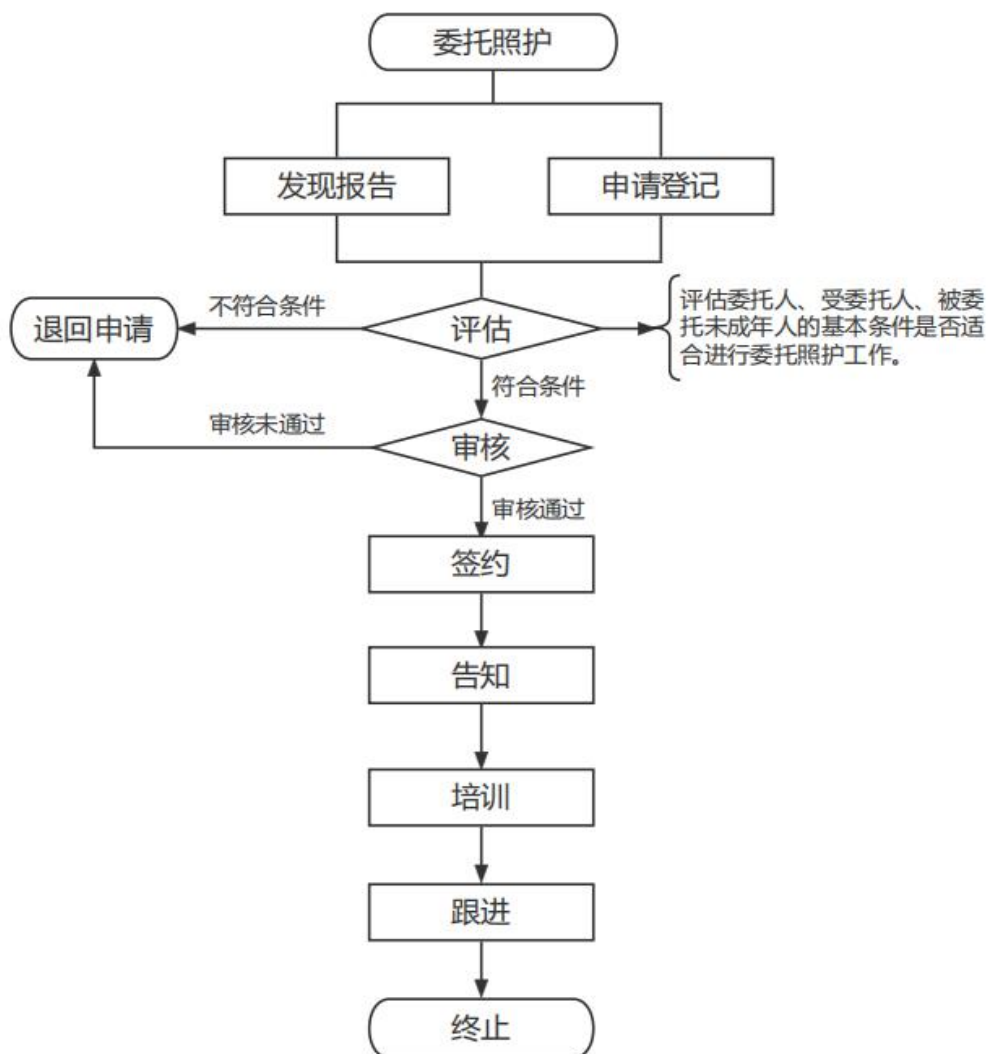 委托照护
发现报告
申请登记
不符合条件
退回申请
评估
评估委托人、受委托人、被委
托未成年人的基本条件是否适
合进行委托照护工作。
符合条件
审核未通过
审核
审核通过
签约
告知
培训
跟进
终止